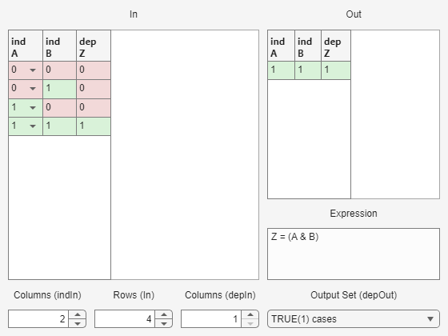 In
ind ind dep
A B Z
0 0 0
0 1 0
1 0 0
1 1 1
Out
ind ind dep
A B Z
1 1 1
Expression
Z = (A & B)
Columns (indIn) Rows (In) Columns (depIn) Output Set (depOut)
2 4 1 TRUE(1) cases